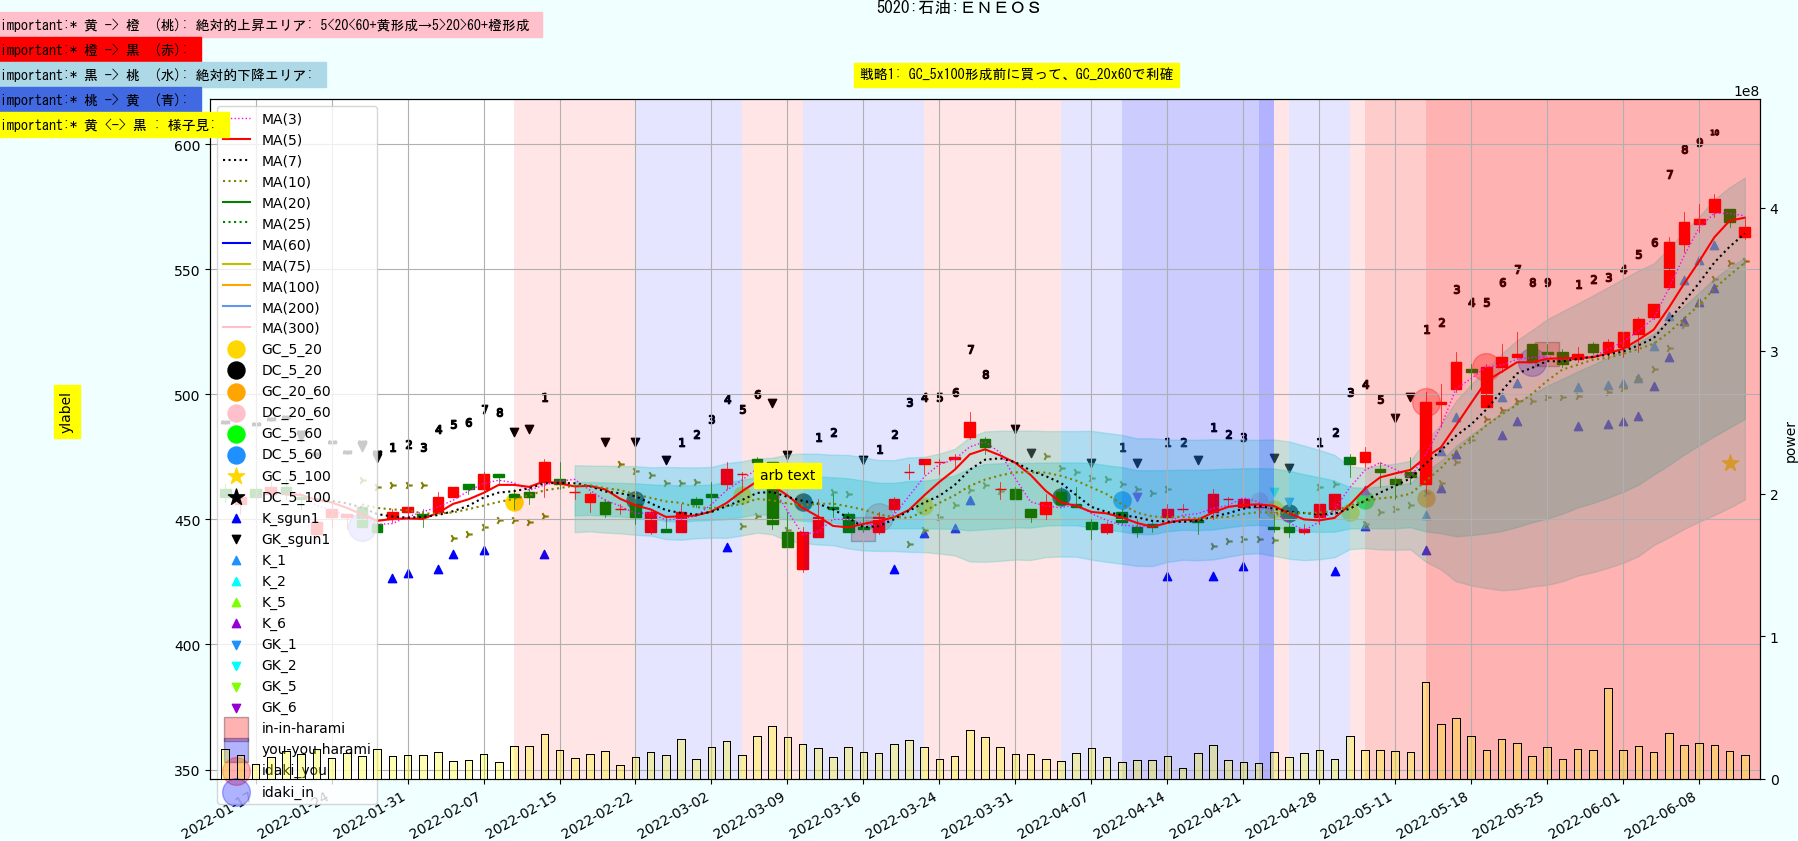 5020:石油:ＥＮＥＯＳ
important:* 黄 -> 橙 （桃）: 絶対的上昇エリア: 5<20<60+黄形成→5>20>60+橙形成
important:* 橙 -> 黒 （赤）:
important:* 黒 -> 桃 （水）: 絶対的下降エリア:
important:* 桃 -> 黄 （青）:
important:* 黄 <-> 黒 : 様子見:
戦略1: GC_5x100形成前に買って、GC_20x60で利確
1e8
MA(3)
MA(5)
MA(7)
MA(10)
MA(20)
MA(25)
MA(60)
MA(75)
MA(100)
MA(200)
MA(300)
GC_5_20
DC_5_20
GC_20_60
DC_20_60
GC_5_60
DC_5_60
GC_5_100
DC_5_100
K_sgun1
GK_sgun1
K_1
K_2
K_5
K_6
GK_1
GK_2
GK_5
GK_6
in-in-harami
you-you-harami
idaki_you
idaki_in
600
550
500
450
400
350
ylabel
arb text
4
3
2
1
0
power
2022-01-17
2022-01-24
2022-01-31
2022-02-07
2022-02-15
2022-02-22
2022-03-02
2022-03-09
2022-03-16
2022-03-24
2022-03-31
2022-04-07
2022-04-14
2022-04-21
2022-04-28
2022-05-11
2022-05-18
2022-05-25
2022-06-01
2022-06-08